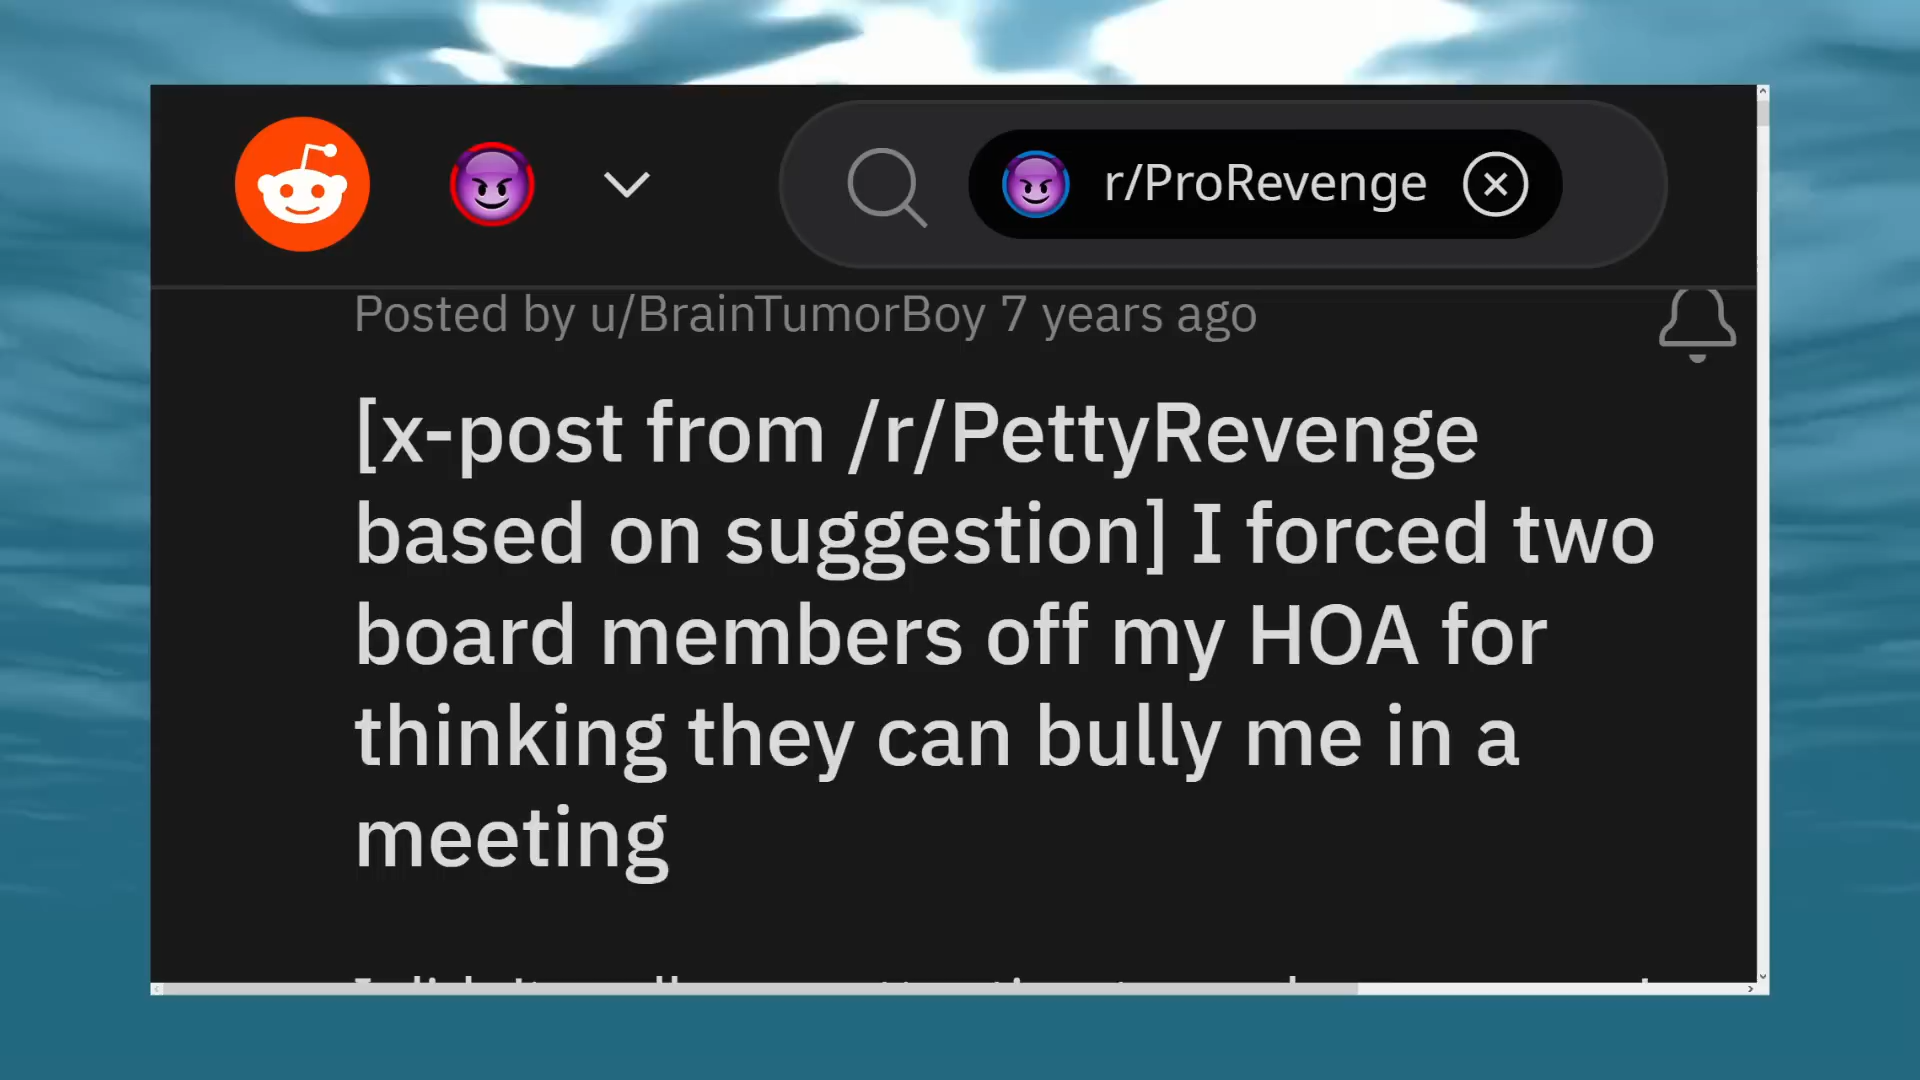 r/ProRevenge
Posted by u/BrainTumorBoy 7 years ago
[x-post from /r/PettyRevenge
based on suggestion] I forced two
board members off my HOA for
thinking they can bully me in a
meeting